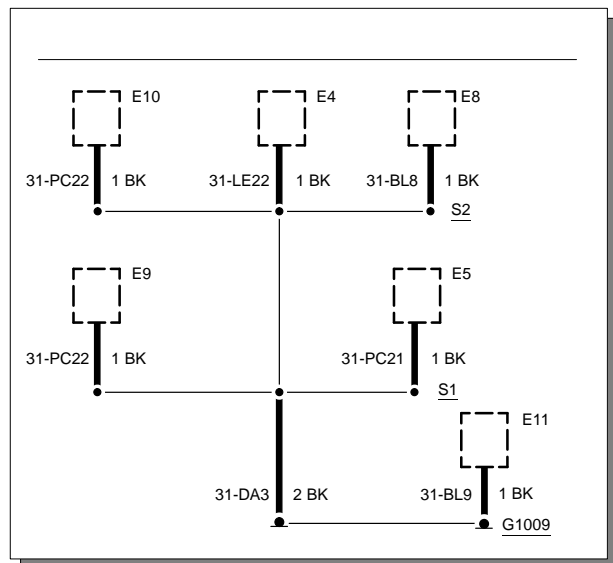 E10 E4 E8
31-PC22 1 BK 31-LE22 1 BK 31-BL8 1 BK
S2
E9 E5
31-PC22 1 BK 31-PC21 1 BK
S1
E11
31-DA3 2 BK 31-BL9 1 BK
G1009